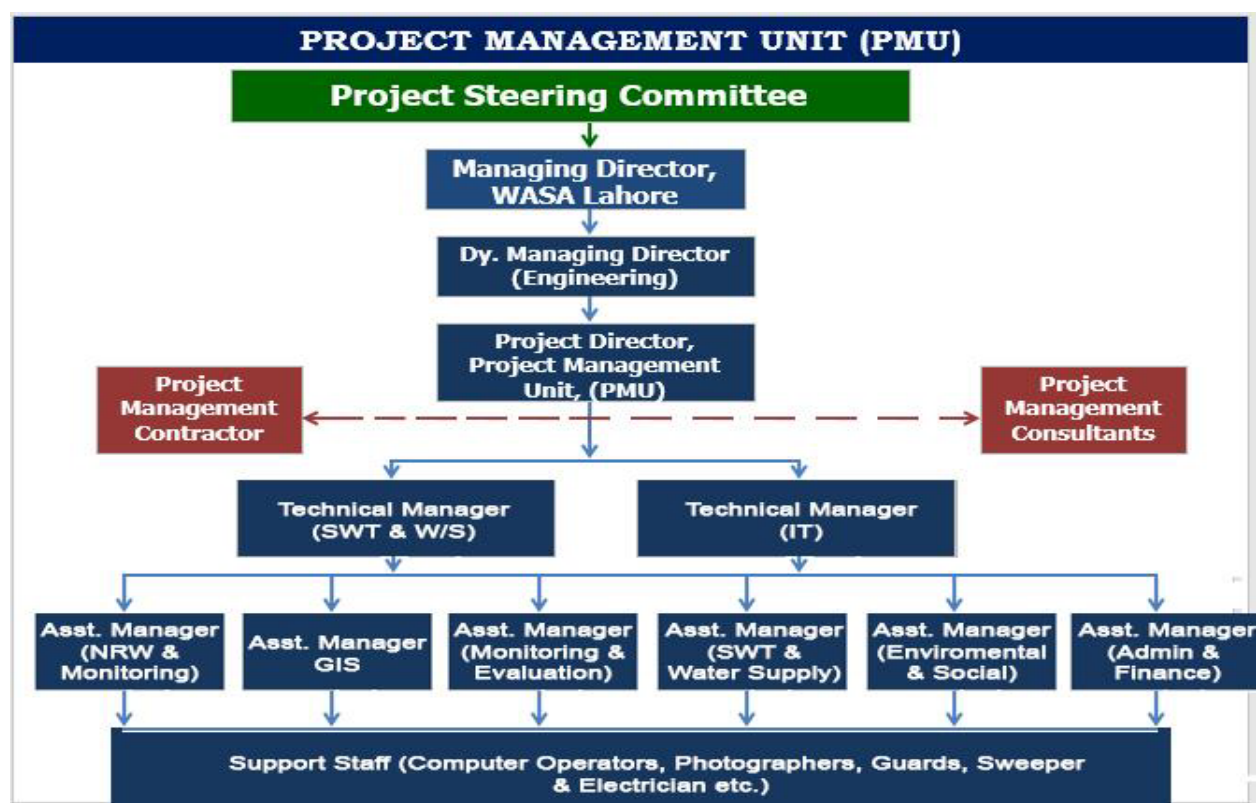 PROJECT MANAGEMENT UNIT (PMU)
Project Steering Committee
Managing Director,
WASA Lahore
Dy. Managing Director
(Engineering)
Project Director,
Project Management
Unit, (PMU)
Project
Management
Contractor
Project
Management
Consultants
Technical Manager
(SWT & W/S)
Technical Manager
(IT)
Asst. Manager
(NRW &
Monitoring)
Asst. Manager
GIS
Asst. Manager
(Monitoring &
Evaluation)
Asst. Manager
(SWT &
Water Supply)
Asst. Manager
(Enviromental
& Social)
Asst. Manager
(Admin &
Finance)
Support Staff (Computer Operators, Photographers, Guards, Sweeper
& Electrician etc.)